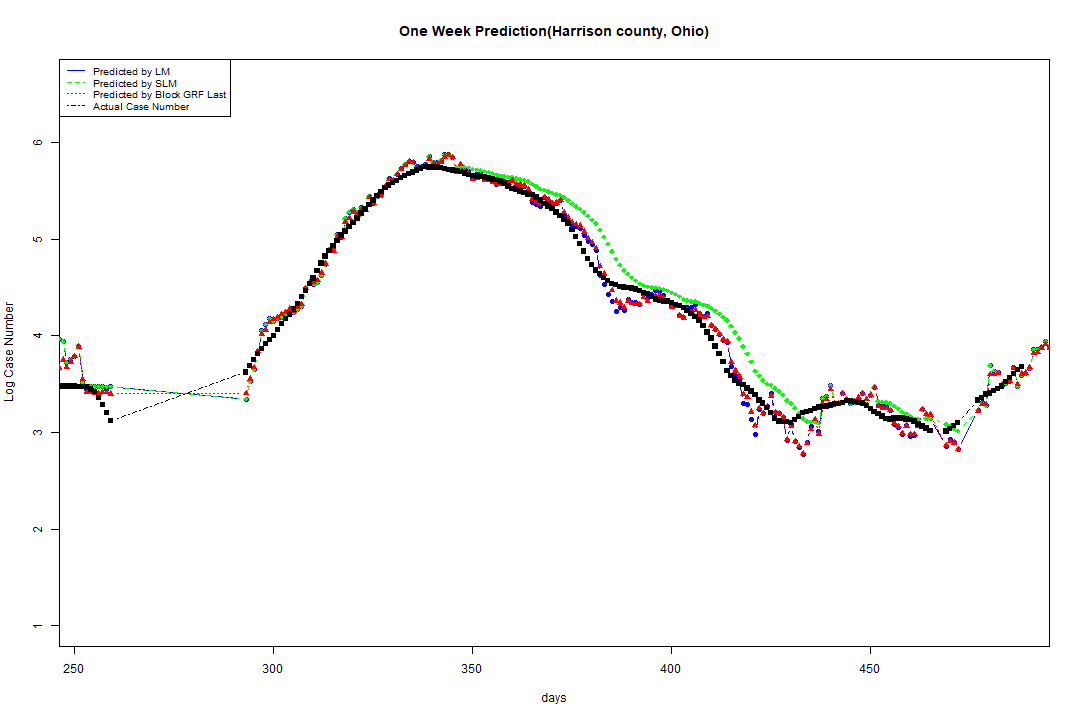 One Week Prediction(Harrison county, Ohio)
Predicted by LM
Predicted by SLM
Predicted by Block GRF Last
Actual Case Number
6
5
4
3
2
1
Log Case Number
250 300 350 400 450
days